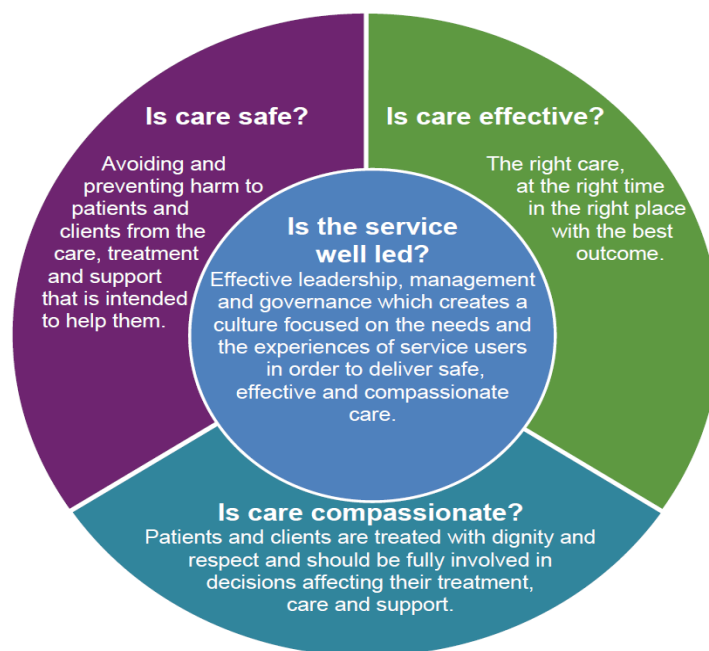 Is care safe?
Avoiding and
preventing harm to
patients and
clients from the
care, treatment
and support
that is intended
to help them.
Is care effective?
The right care,
at the right time
in the right place
with the best
outcome.
Is the service
well led?
Effective leadership, management
and governance which creates a
culture focused on the needs and
the experiences of service users
in order to deliver safe,
effective and compassionate
care.
Is care compassionate?
Patients and clients are treated with dignity and
respect and should be fully involved in
decisions affecting their treatment,
care and support.